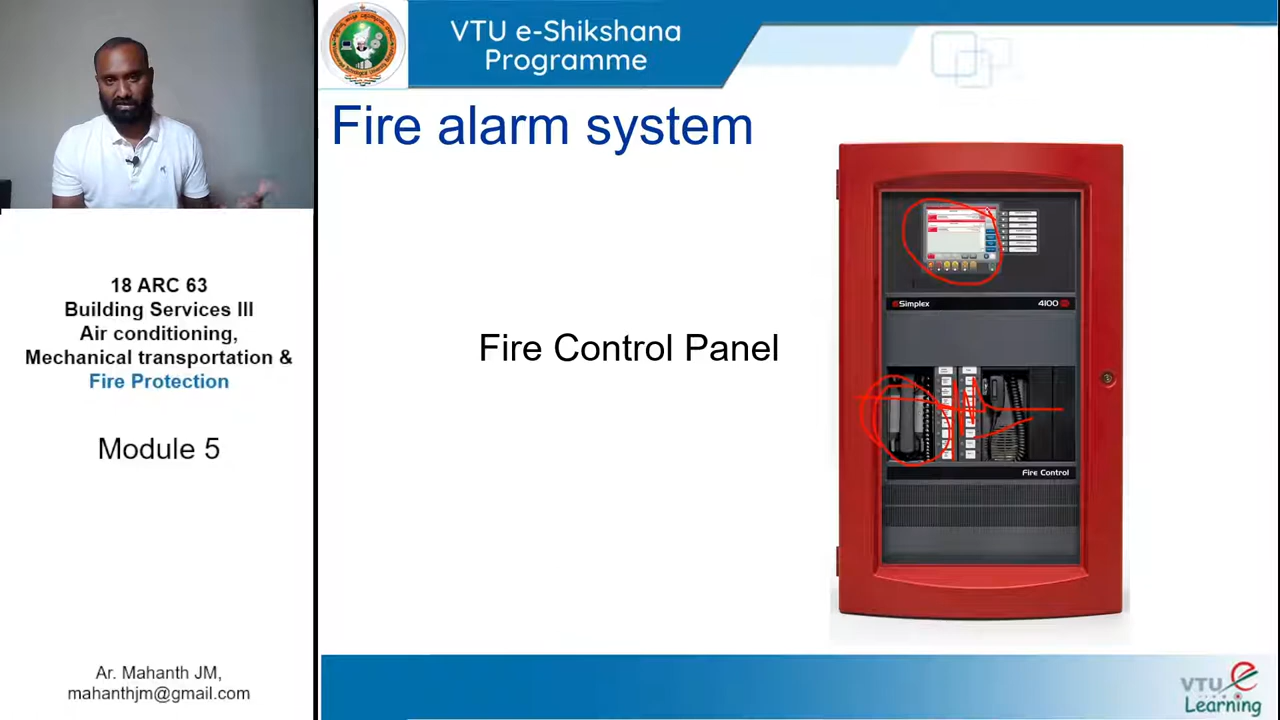 VTU e-Shikshana
Programme
Fire alarm system
18 ARC 63
Building Services III
Air conditioning,
Mechanical transportation &
Fire Protection
Module 5
Fire Control Panel
Simplex
4100
Fire Control
Ar. Mahanth JM,
mahanthjm@gmail.com
VTU e
Learning